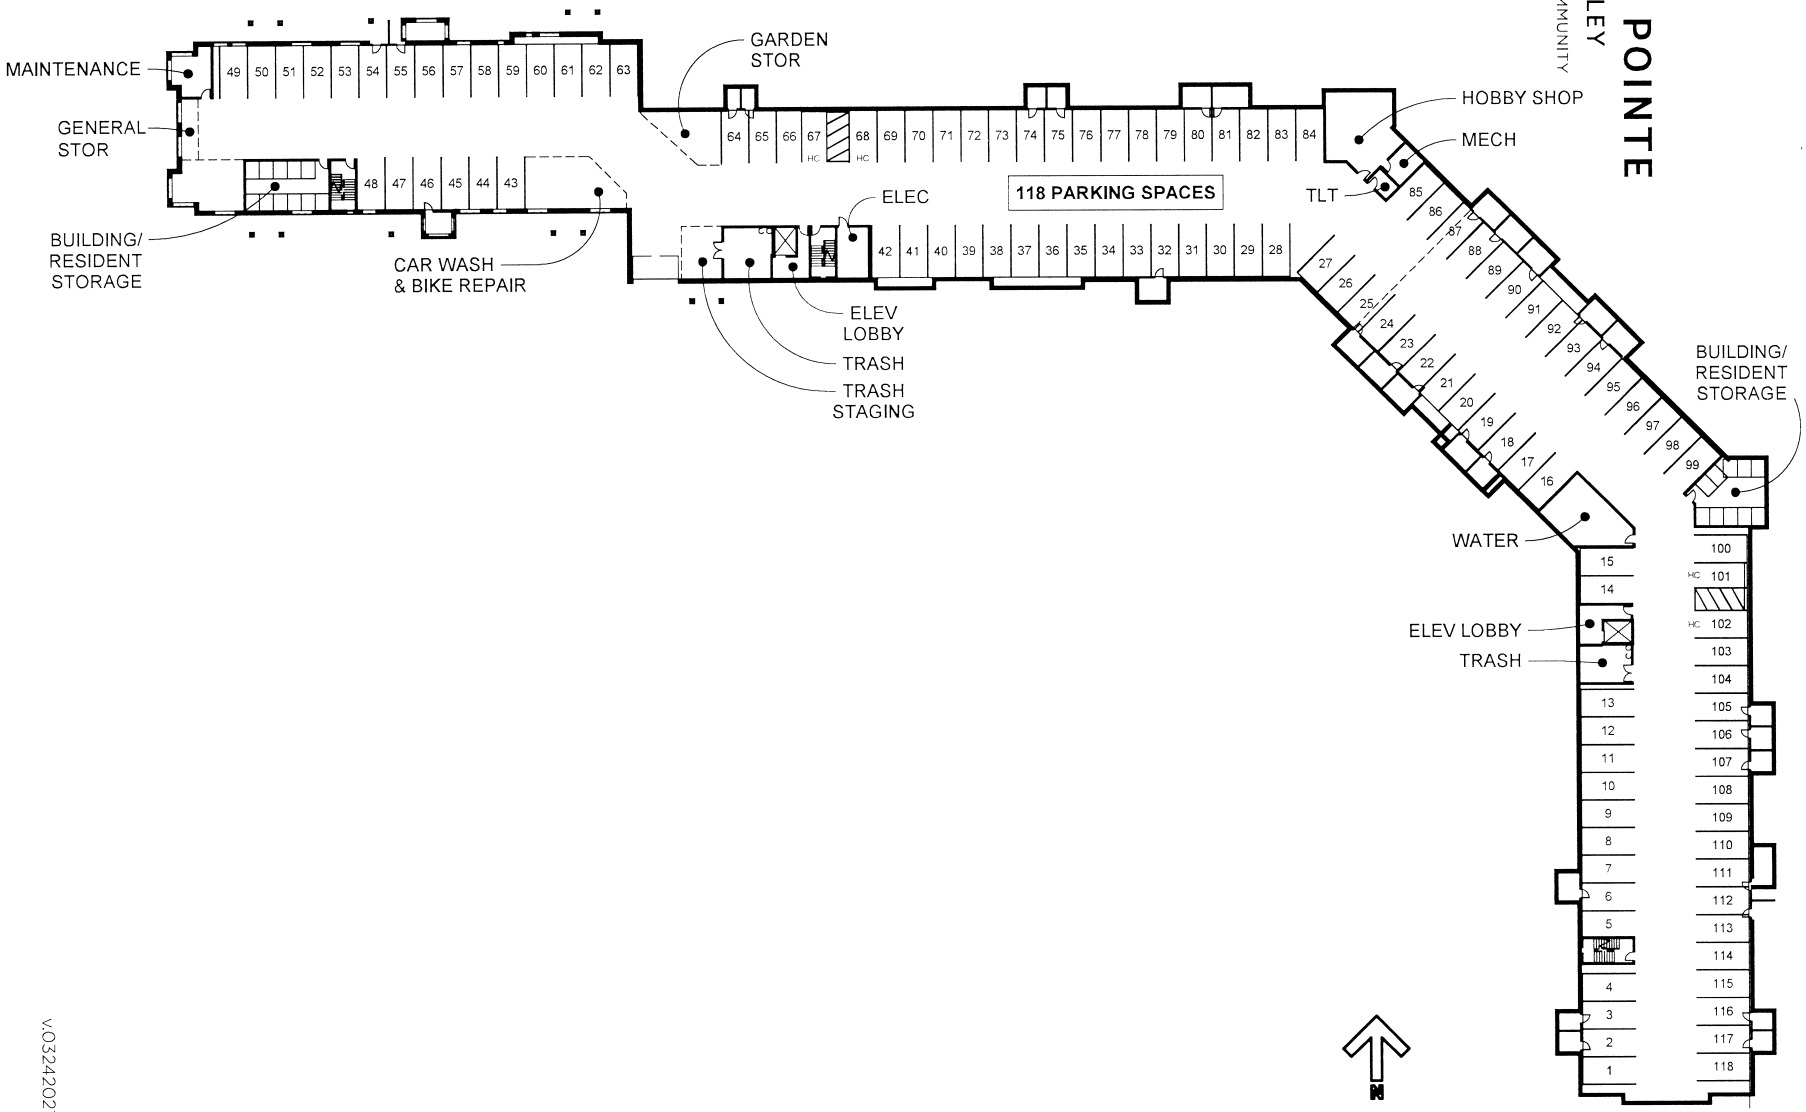 POINTE
LEY
MMUNITY
MAINTENANCE
GENERAL
STOR
BUILDING/
RESIDENT
STORAGE
CAR WASH
& BIKE REPAIR
GARDEN
STOR
ELEC
ELEV
LOBBY
TRASH
TRASH
STAGING
118 PARKING SPACES
HOBBY SHOP
MECH
TLT
BUILDING/
RESIDENT
STORAGE
WATER
ELEV LOBBY
TRASH
49 50 51 52 53 54 55 56 57 58 59 60 61 62 63
48 47 46 45 44 43
64 65 66 67 68 69 70 71 72 73 74 75 76 77 78 79 80 81 82 83 84
HC HC
42 41 40 39 38 37 36 35 34 33 32 31 30 29 28
85
86
87
88
89
90
91
92
93
94
95
96
97
98
99
27
26
25
24
23
22
21
20
19
18
17
16
15
14
13
12
11
10
9
8
7
6
5
4
3
2
1
100
HC 101
HC 102
103
104
105
106
107
108
109
110
111
112
113
114
115
116
117
118
N
v.0324202